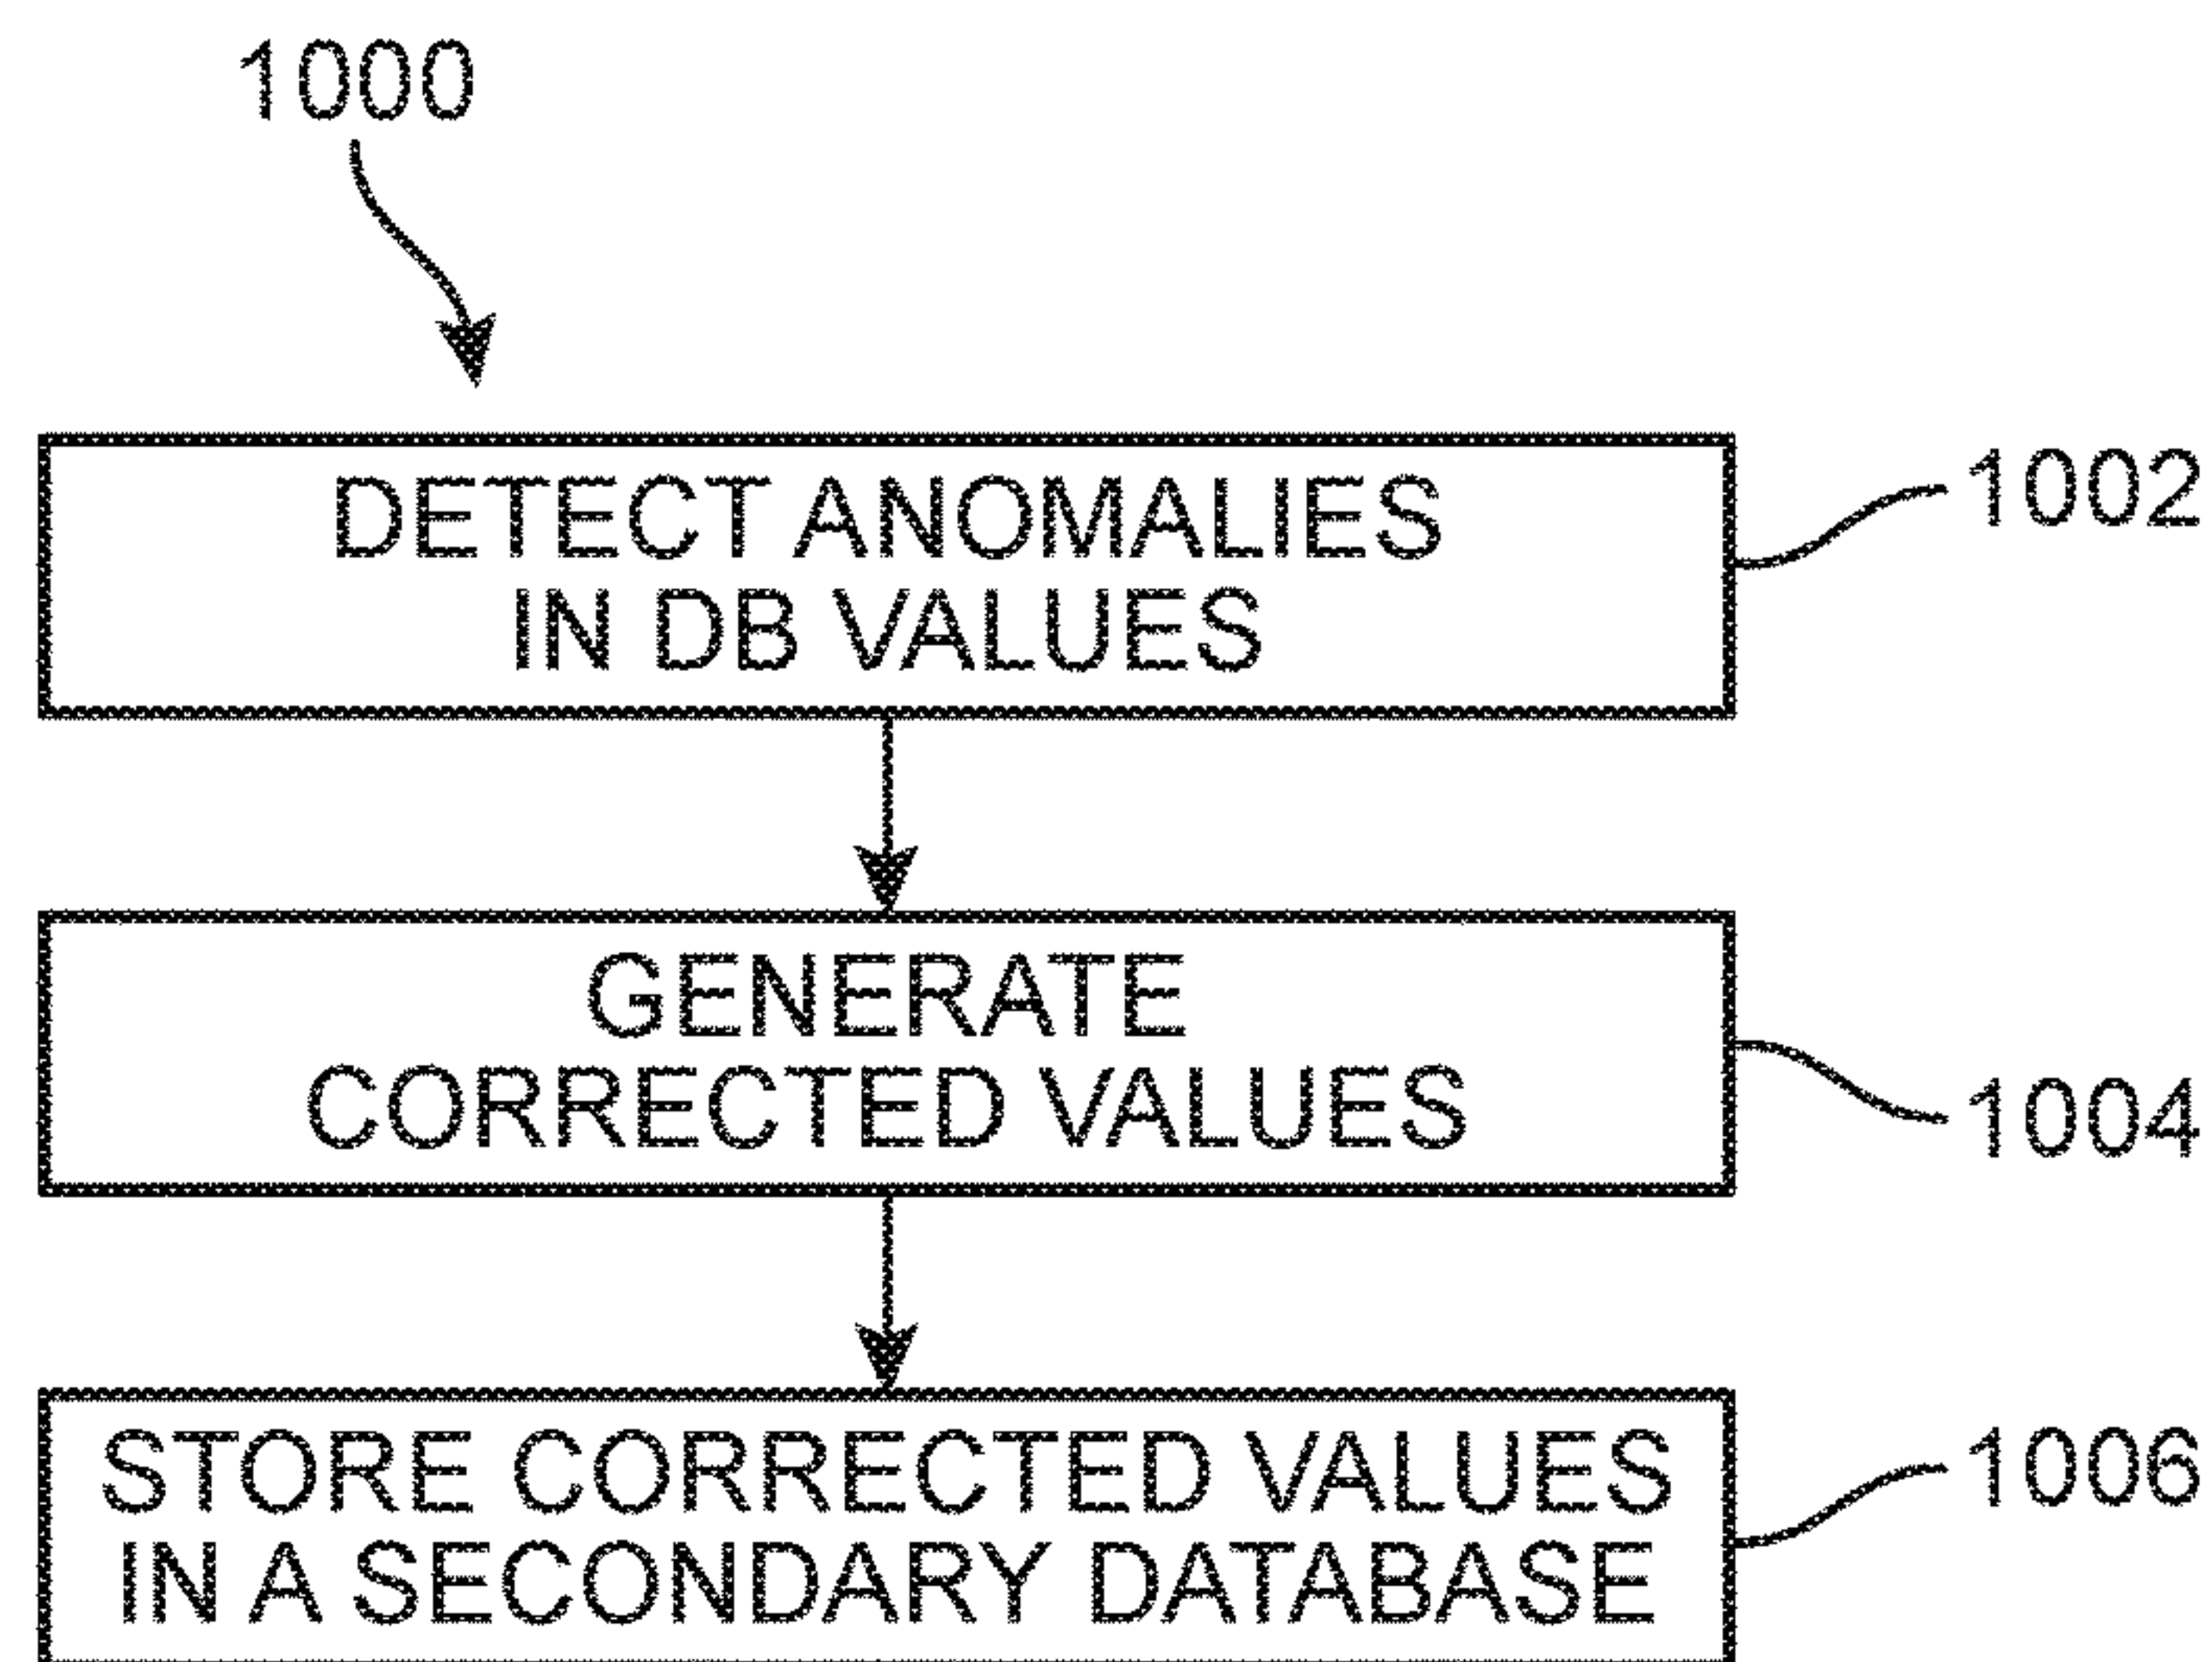 1000
DETECT ANOMALIES
IN DB VALUES
1002
GENERATE
CORRECTED VALUES
1004
STORE CORRECTED VALUES
IN A SECONDARY DATABASE
1006